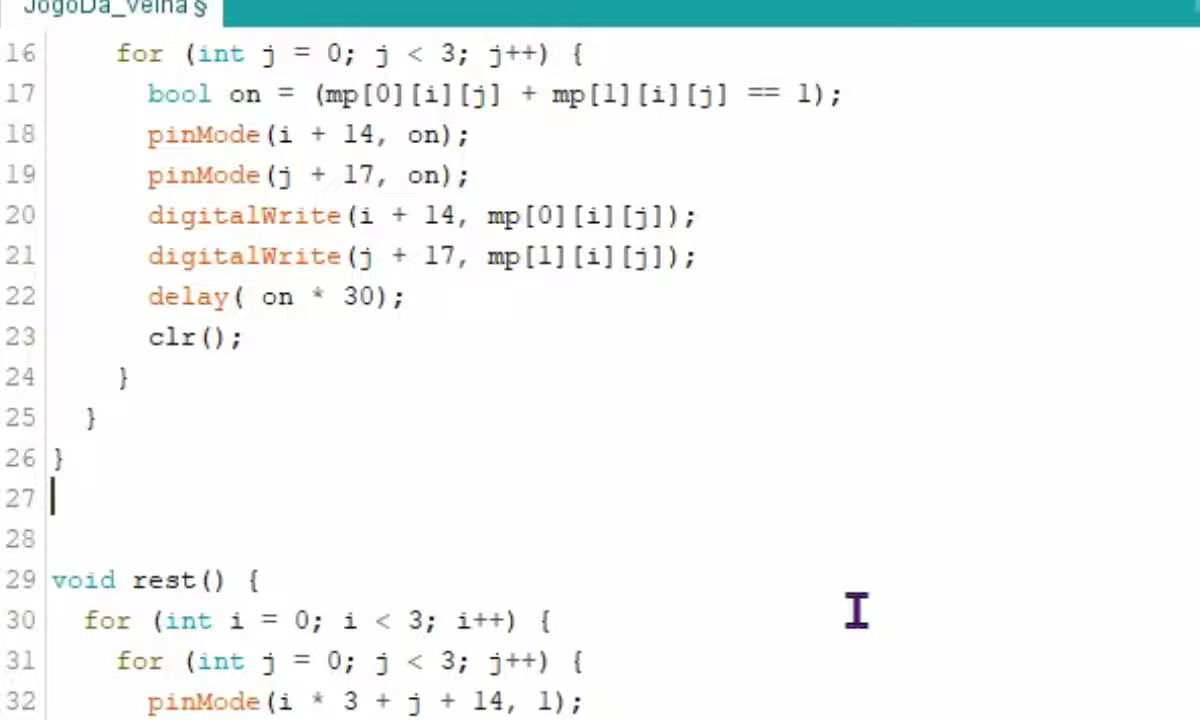 JogoDa_Velha §
16 for (int j = 0; j < 3; j++) {
17 bool on = (mp[0][i][j] + mp[1][i][j] == 1);
18 pinMode(i + 14, on);
19 pinMode(j + 17, on);
20 digitalWrite(i + 14, mp[0][i][j]);
21 digitalWrite(j + 17, mp[1][i][j]);
22 delay( on * 30);
23 clr();
24 }
25 }
26 }
27
28
29 void rest() {
30 for (int i = 0; i < 3; i++) {
31 for (int j = 0; j < 3; j++) {
32 pinMode(i * 3 + j + 14, 1);